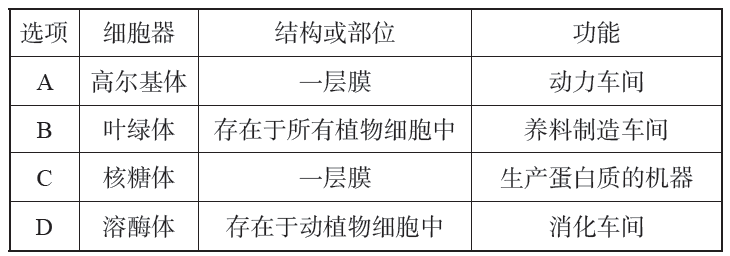 选项 细胞器 结构或部位 功能
A 高尔基体 一层膜 动力车间
B 叶绿体 存在于所有植物细胞中 养料制造车间
C 核糖体 一层膜 生产蛋白质的机器
D 溶酶体 存在于动植物细胞中 消化车间